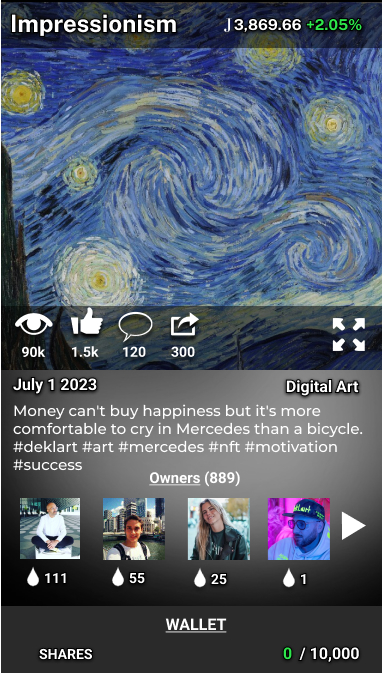 Impressionism
3,869.66 +2.05%
90k 1.5k 120 300
July 1 2023
Digital Art
Money can't buy happiness but it's more
comfortable to cry in Mercedes than a bicycle.
#deklart #art #mercedes #nft #motivation
#success
Owners (889)
111 55 25 1
WALLET
SHARES 0 / 10,000